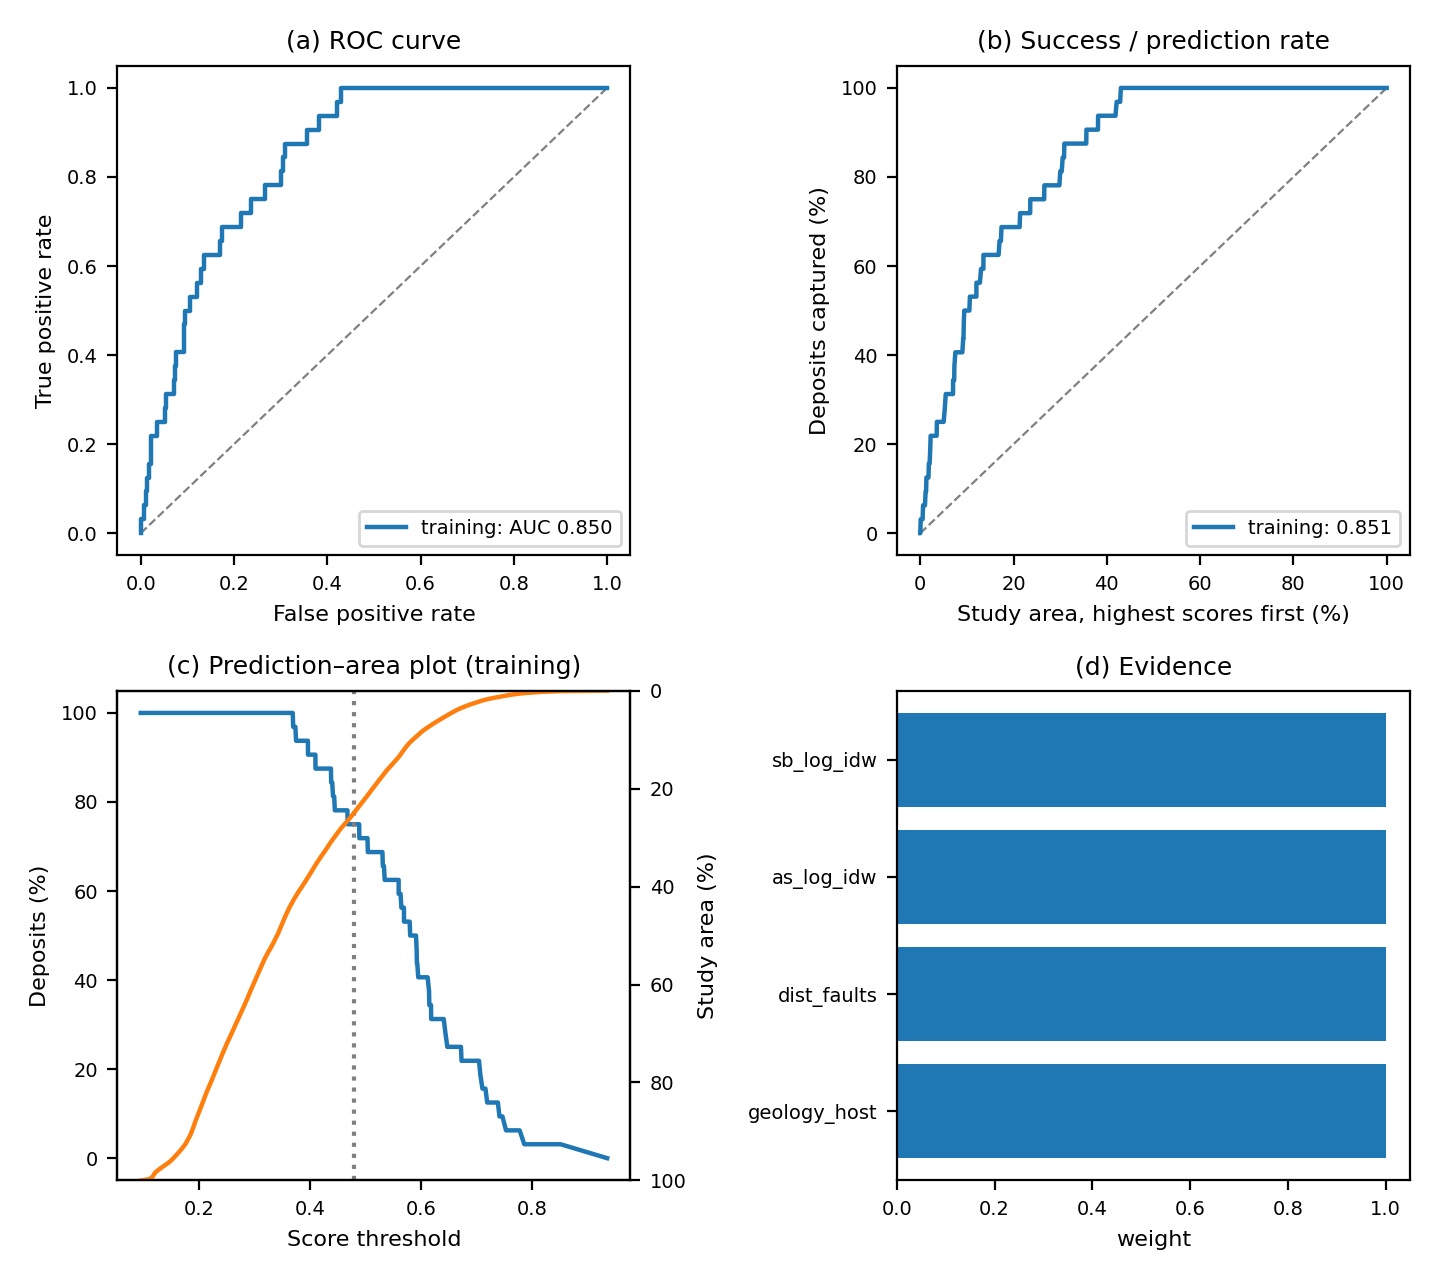 (a) ROC curve
True positive rate
1.0
0.8
0.6
0.4
0.2
0.0
training: AUC 0.850
0.0 0.2 0.4 0.6 0.8 1.0
False positive rate
(b) Success / prediction rate
Deposits captured (%)
100
80
60
40
20
0
training: 0.851
0 20 40 60 80 100
Study area, highest scores first (%)
(c) Prediction–area plot (training)
Deposits (%)
100
80
60
40
20
0
0
20
40
60
80
100
Study area (%)
0.2 0.4 0.6 0.8
Score threshold
(d) Evidence
sb_log_idw
as_log_idw
dist_faults
geology_host
0.0 0.2 0.4 0.6 0.8 1.0
weight